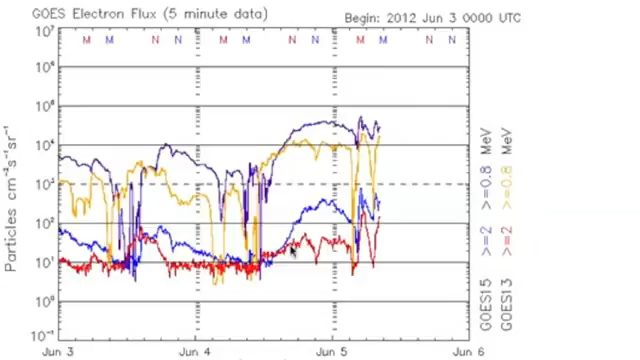 GOES Electron Flux (5 minute data)
Begin: 2012 Jun 3 0000 UTC
10⁷
M M N N M M N N M M N N
10⁶
10⁵
10⁴
10³
10²
10¹
10⁰
10⁻¹
Particles cm⁻²s⁻¹sr⁻¹
Jun 3
Jun 4
Jun 5
Jun 6
GOES15 >=2 >=0.8 MeV
GOES13 >=2 >=0.8 MeV